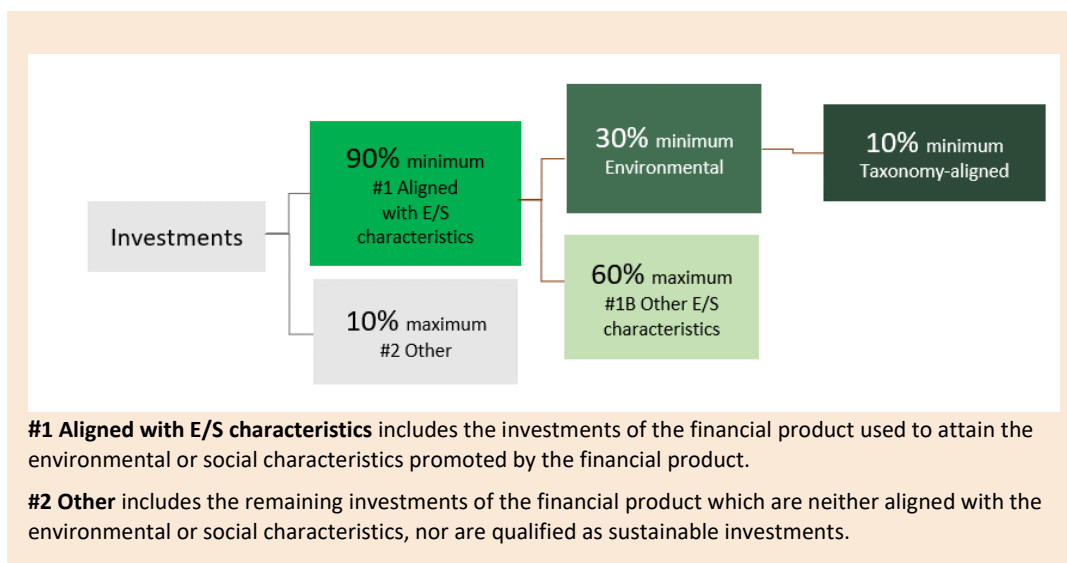 Investments
90% minimum
#1 Aligned
with E/S
characteristics
10% maximum
#2 Other
30% minimum
Environmental
60% maximum
#1B Other E/S
characteristics
10% minimum
Taxonomy-aligned
#1 Aligned with E/S characteristics includes the investments of the financial product used to attain the
environmental or social characteristics promoted by the financial product.
#2 Other includes the remaining investments of the financial product which are neither aligned with the
environmental or social characteristics, nor are qualified as sustainable investments.